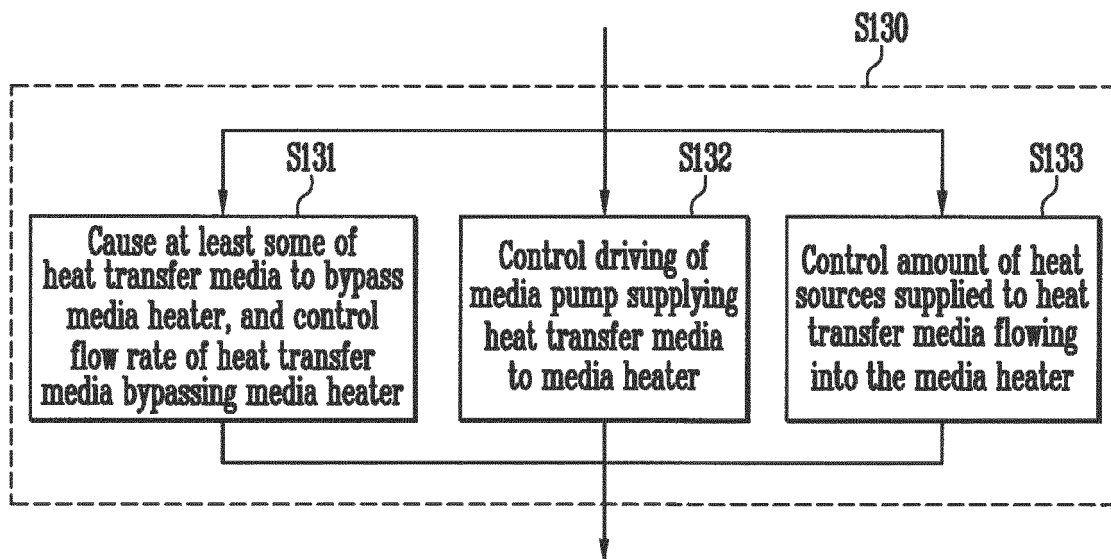 S130
S131
Cause at least some of
heat transfer media to bypass
media heater, and control
flow rate of heat transfer
media bypassing media heater
S132
Control driving of
media pump supplying
heat transfer media
to media heater
S133
Control amount of heat
sources supplied to heat
transfer media flowing
into the media heater